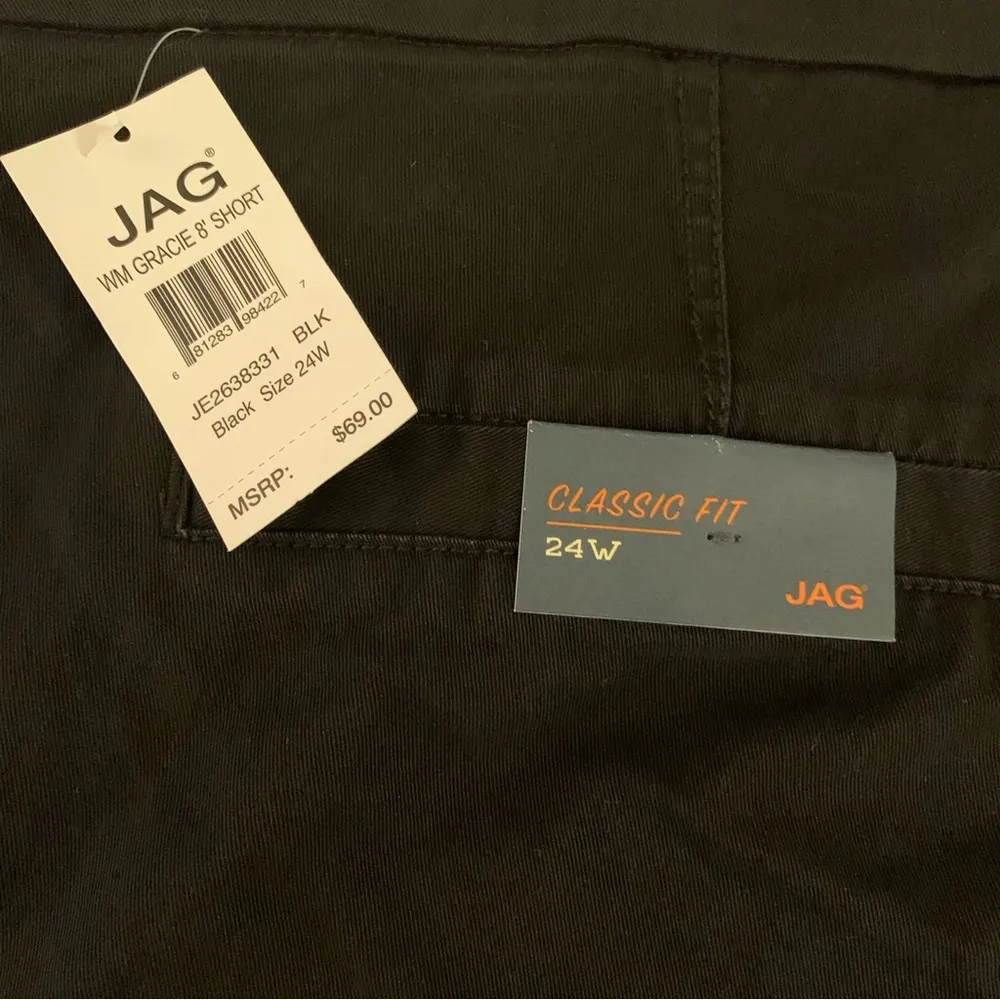 JAG®
WM GRACIE 8' SHORT
6 81283 98422 7
JE2638331 BLK
Black Size 24W
MSRP: $69.00
CLASSIC FIT
24W
JAG®